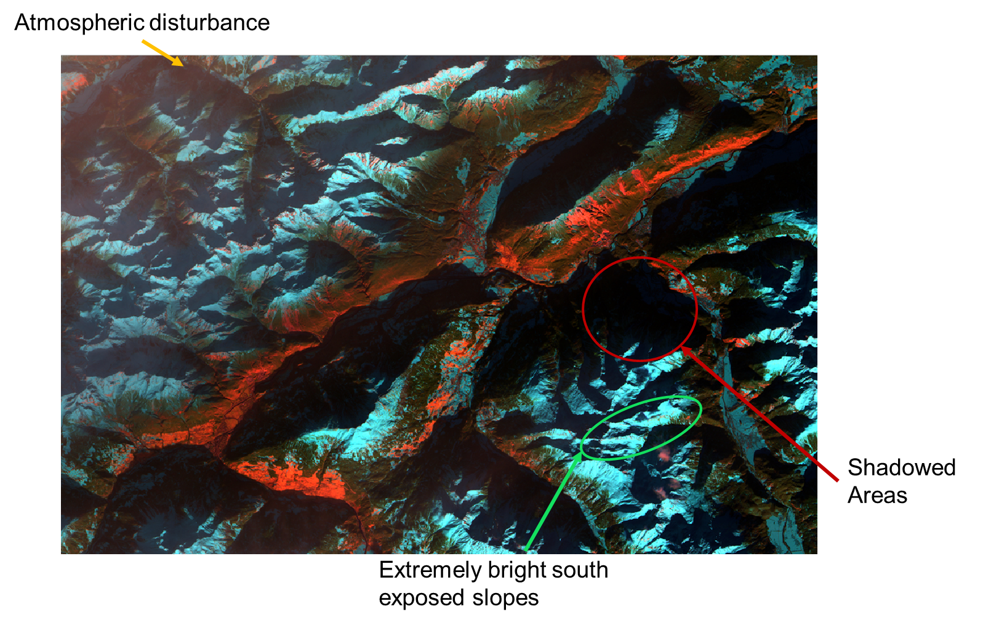 Atmospheric disturbance
Shadowed
Areas
Extremely bright south
exposed slopes